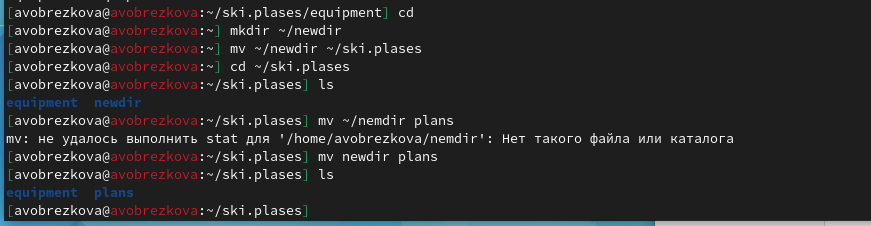 [avobrezkova@avobrezkova:~/ski.plases/equipment] cd
[avobrezkova@avobrezkova:~] mkdir ~/newdir
[avobrezkova@avobrezkova:~] mv ~/newdir ~/ski.plases
[avobrezkova@avobrezkova:~] cd ~/ski.plases
[avobrezkova@avobrezkova:~/ski.plases] ls
equipment  newdir
[avobrezkova@avobrezkova:~/ski.plases] mv ~/nemdir plans
mv: не удалось выполнить stat для '/home/avobrezkova/nemdir': Нет такого файла или каталога
[avobrezkova@avobrezkova:~/ski.plases] mv newdir plans
[avobrezkova@avobrezkova:~/ski.plases] ls
equipment  plans
[avobrezkova@avobrezkova:~/ski.plases]